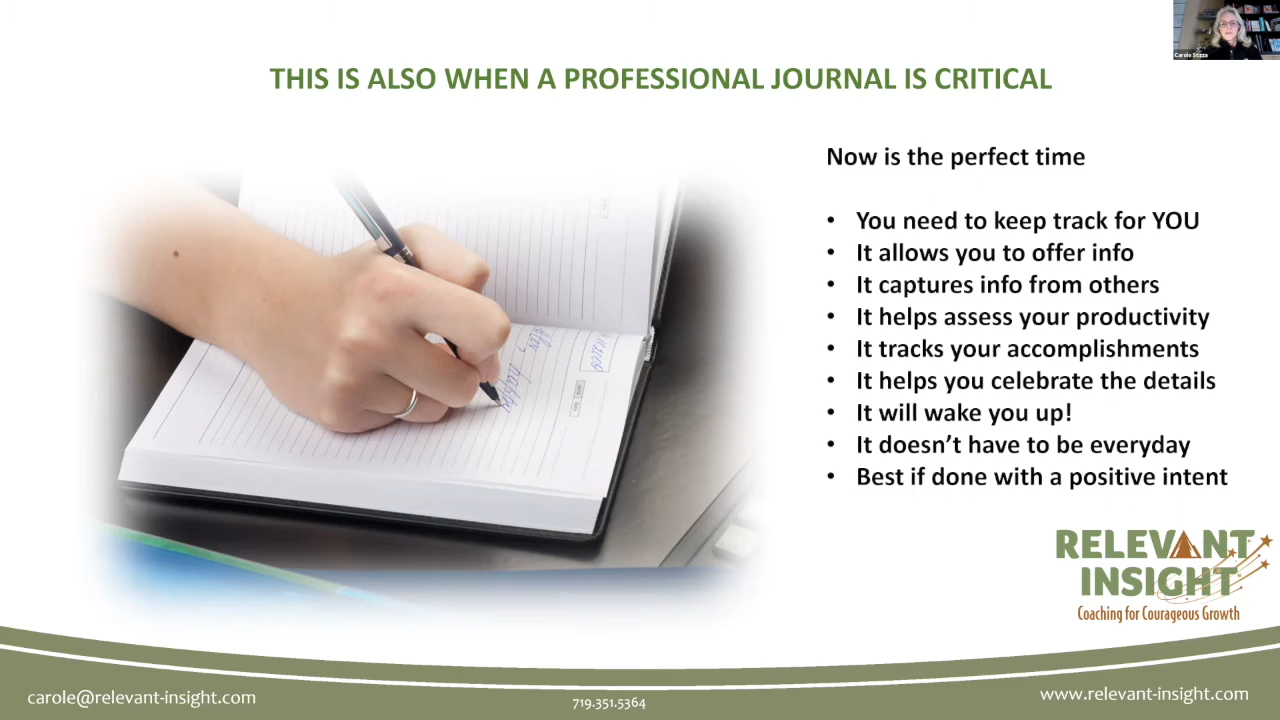 Carole Stizza
THIS IS ALSO WHEN A PROFESSIONAL JOURNAL IS CRITICAL
Now is the perfect time
• You need to keep track for YOU
• It allows you to offer info
• It captures info from others
• It helps assess your productivity
• It tracks your accomplishments
• It helps you celebrate the details
• It will wake you up!
• It doesn't have to be everyday
• Best if done with a positive intent
RELEVANT
INSIGHT
Coaching for Courageous Growth
carole@relevant-insight.com
719.351.5364
www.relevant-insight.com